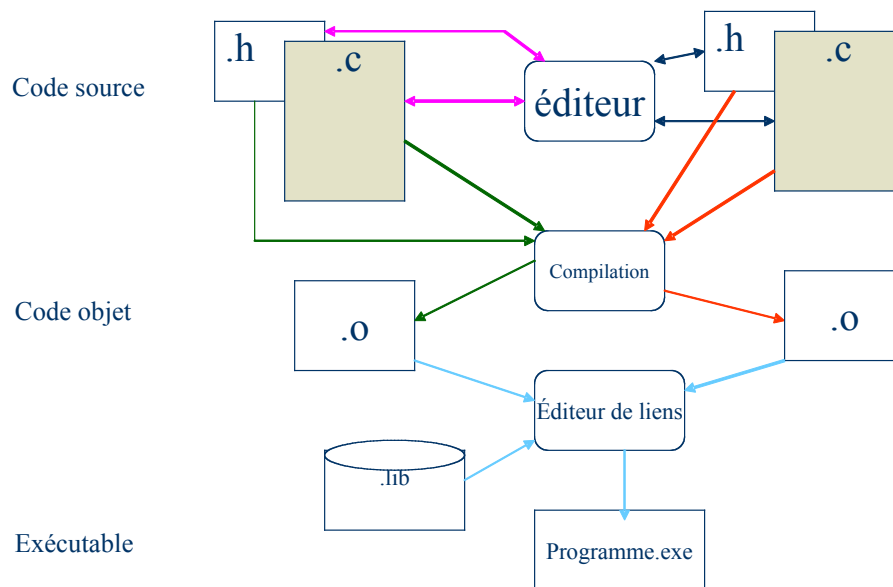 .h
.c
.h
.c
Code source
éditeur
Compilation
Code objet
.o
.o
Éditeur de liens
.lib
Exécutable
Programme.exe